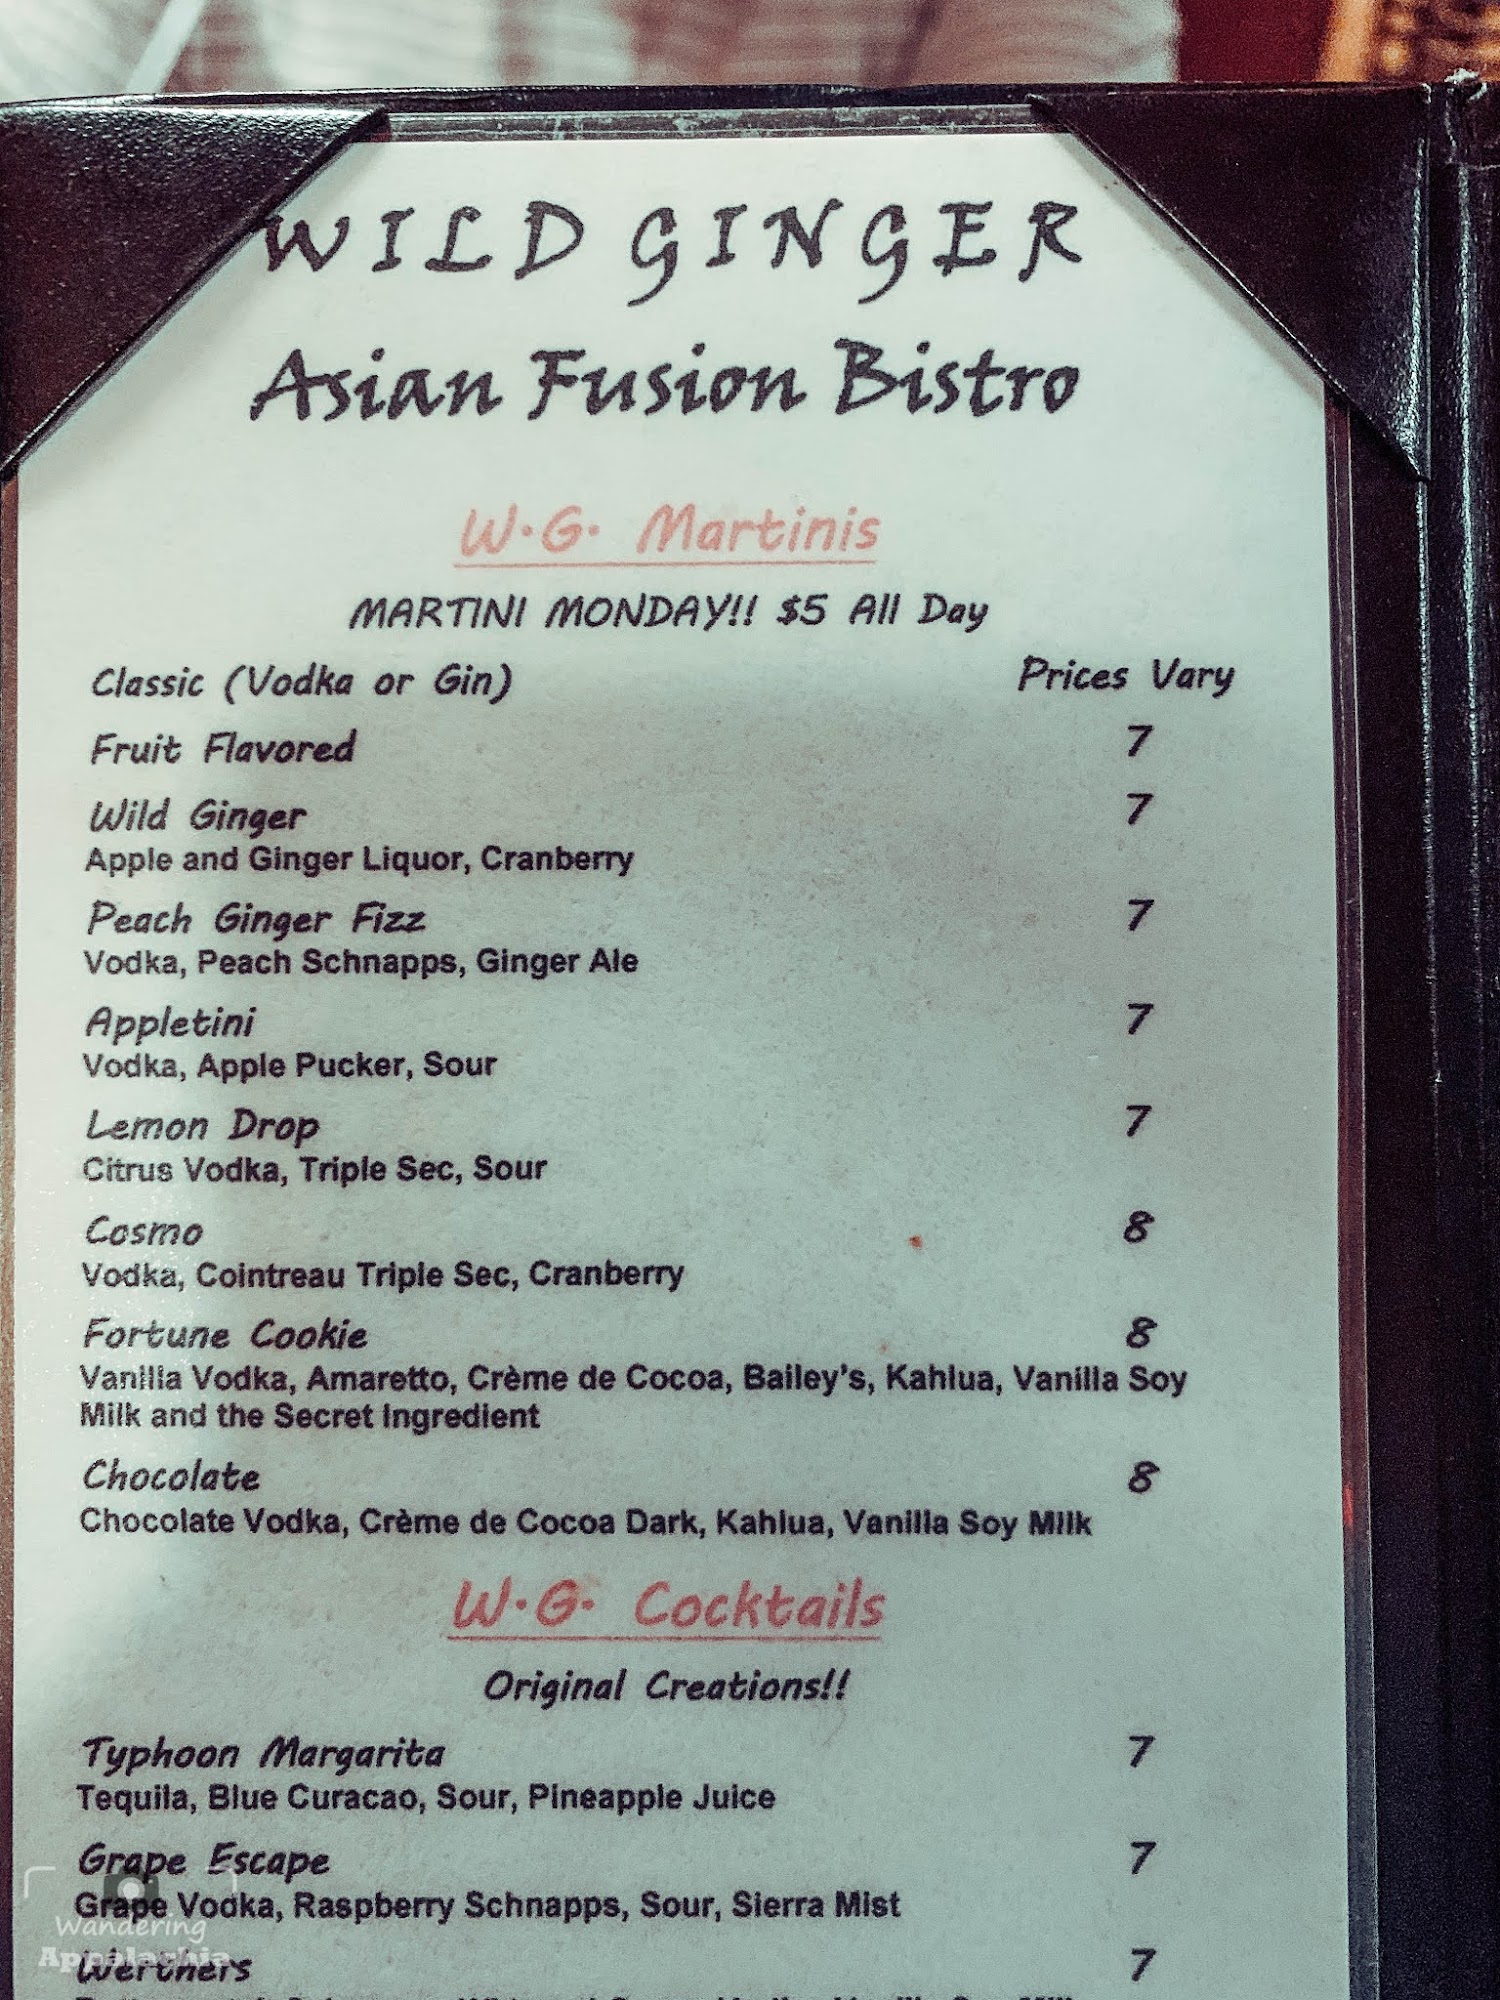 WILD GINGER
Asian Fusion Bistro
W.G. Martinis
MARTINI MONDAY!! $5 All Day
Classic (Vodka or Gin) Prices Vary
Fruit Flavored 7
Wild Ginger 7
Apple and Ginger Liquor, Cranberry
Peach Ginger Fizz 7
Vodka, Peach Schnapps, Ginger Ale
Appletini 7
Vodka, Apple Pucker, Sour
Lemon Drop 7
Citrus Vodka, Triple Sec, Sour
Cosmo 8
Vodka, Cointreau Triple Sec, Cranberry
Fortune Cookie 8
Vanilla Vodka, Amaretto, Crème de Cocoa, Bailey's, Kahlua, Vanilla Soy
Milk and the Secret Ingredient
Chocolate 8
Chocolate Vodka, Crème de Cocoa Dark, Kahlua, Vanilla Soy Milk
W.G. Cocktails
Original Creations!!
Typhoon Margarita 7
Tequila, Blue Curacao, Sour, Pineapple Juice
Grape Escape 7
Grape Vodka, Raspberry Schnapps, Sour, Sierra Mist
Werthers 7
Wandering
Appalachia